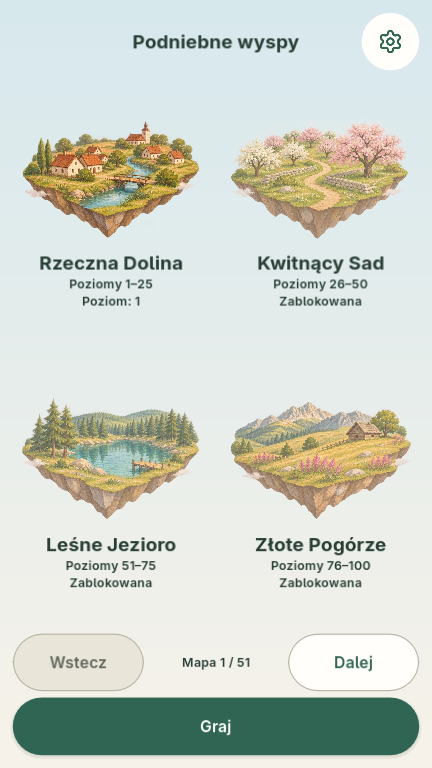 Podniebne wyspy
Rzeczna Dolina
Poziomy 1–25
Poziom: 1
Kwitnący Sad
Poziomy 26–50
Zablokowana
Leśne Jezioro
Poziomy 51–75
Zablokowana
Złote Pogórze
Poziomy 76–100
Zablokowana
Wstecz
Mapa 1 / 51
Dalej
Graj